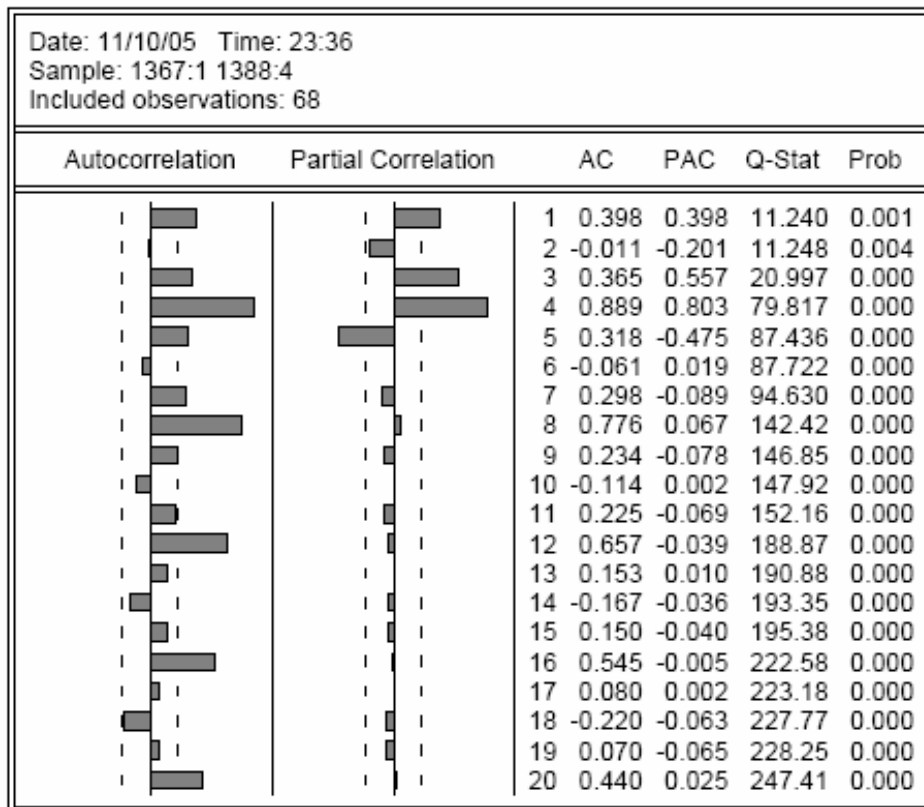 Date: 11/10/05 Time: 23:36
Sample: 1367:1 1388:4
Included observations: 68
Autocorrelation Partial Correlation AC PAC Q-Stat Prob
1 0.398 0.398 11.240 0.001
2 -0.011 -0.201 11.248 0.004
3 0.365 0.557 20.997 0.000
4 0.889 0.803 79.817 0.000
5 0.318 -0.475 87.436 0.000
6 -0.061 0.019 87.722 0.000
7 0.298 -0.089 94.630 0.000
8 0.776 0.067 142.42 0.000
9 0.234 -0.078 146.85 0.000
10 -0.114 0.002 147.92 0.000
11 0.225 -0.069 152.16 0.000
12 0.657 -0.039 188.87 0.000
13 0.153 0.010 190.88 0.000
14 -0.167 -0.036 193.35 0.000
15 0.150 -0.040 195.38 0.000
16 0.545 -0.005 222.58 0.000
17 0.080 0.002 223.18 0.000
18 -0.220 -0.063 227.77 0.000
19 0.070 -0.065 228.25 0.000
20 0.440 0.025 247.41 0.000